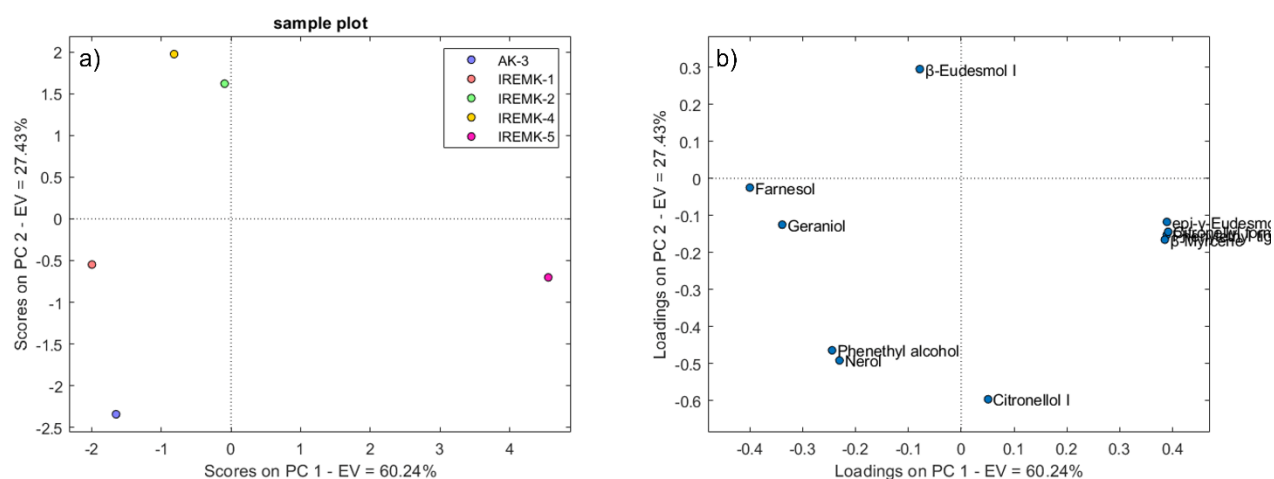 sample plot
a)
AK-3
IREMK-1
IREMK-2
IREMK-4
IREMK-5
2
1.5
1
0.5
0
-0.5
-1
-1.5
-2
-2.5
Scores on PC 2 - EV = 27.43%
-2 -1 0 1 2 3 4
Scores on PC 1 - EV = 60.24%
b)
0.3
0.2
0.1
0
-0.1
-0.2
-0.3
-0.4
-0.5
-0.6
Loadings on PC 2 - EV = 27.43%
β-Eudesmol I
Farnesol
Geraniol
epi-γ-Eudesmo
β-Myrcene
Phenethyl alcohol
Nerol
Citronellol I
-0.4 -0.3 -0.2 -0.1 0 0.1 0.2 0.3 0.4
Loadings on PC 1 - EV = 60.24%